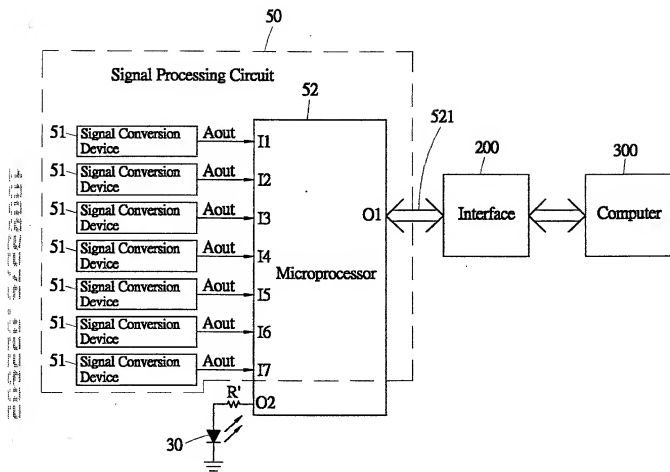 50
Signal Processing Circuit
52
51 Signal Conversion Device Aout I1
51 Signal Conversion Device Aout I2
51 Signal Conversion Device Aout I3
51 Signal Conversion Device Aout I4
51 Signal Conversion Device Aout I5
51 Signal Conversion Device Aout I6
51 Signal Conversion Device Aout I7
Microprocessor
O1
521
200
Interface
300
Computer
R'
O2
30